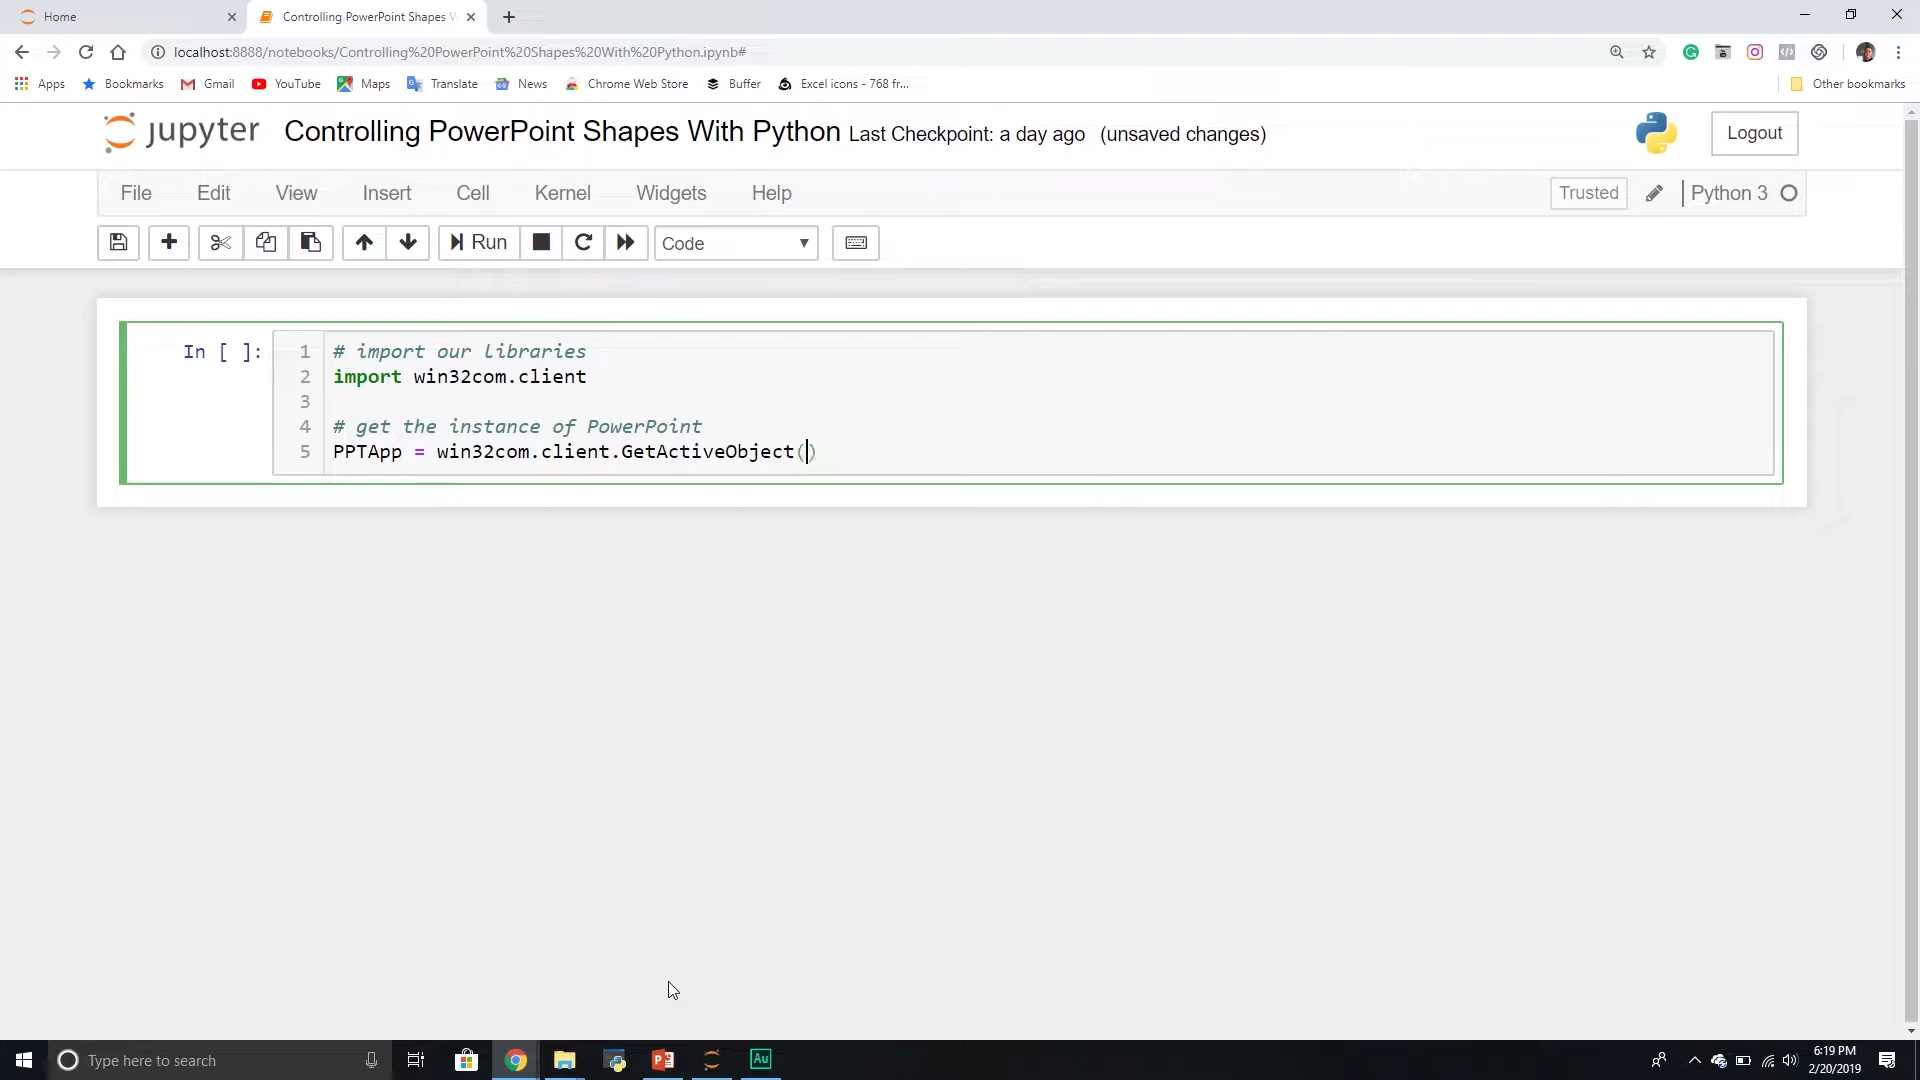 Home
Controlling PowerPoint Shapes W
localhost:8888/notebooks/Controlling%20PowerPoint%20Shapes%20With%20Python.ipynb#
Apps Bookmarks Gmail YouTube Maps Translate News Chrome Web Store Buffer Excel icons - 768 fr... Other bookmarks
jupyter Controlling PowerPoint Shapes With Python Last Checkpoint: a day ago (unsaved changes) Logout
File Edit View Insert Cell Kernel Widgets Help Trusted Python 3
Run Code
In [ ]: 1 # import our libraries
2 import win32com.client
3
4 # get the instance of PowerPoint
5 PPTApp = win32com.client.GetActiveObject()
Type here to search
Au
6:19 PM
2/20/2019